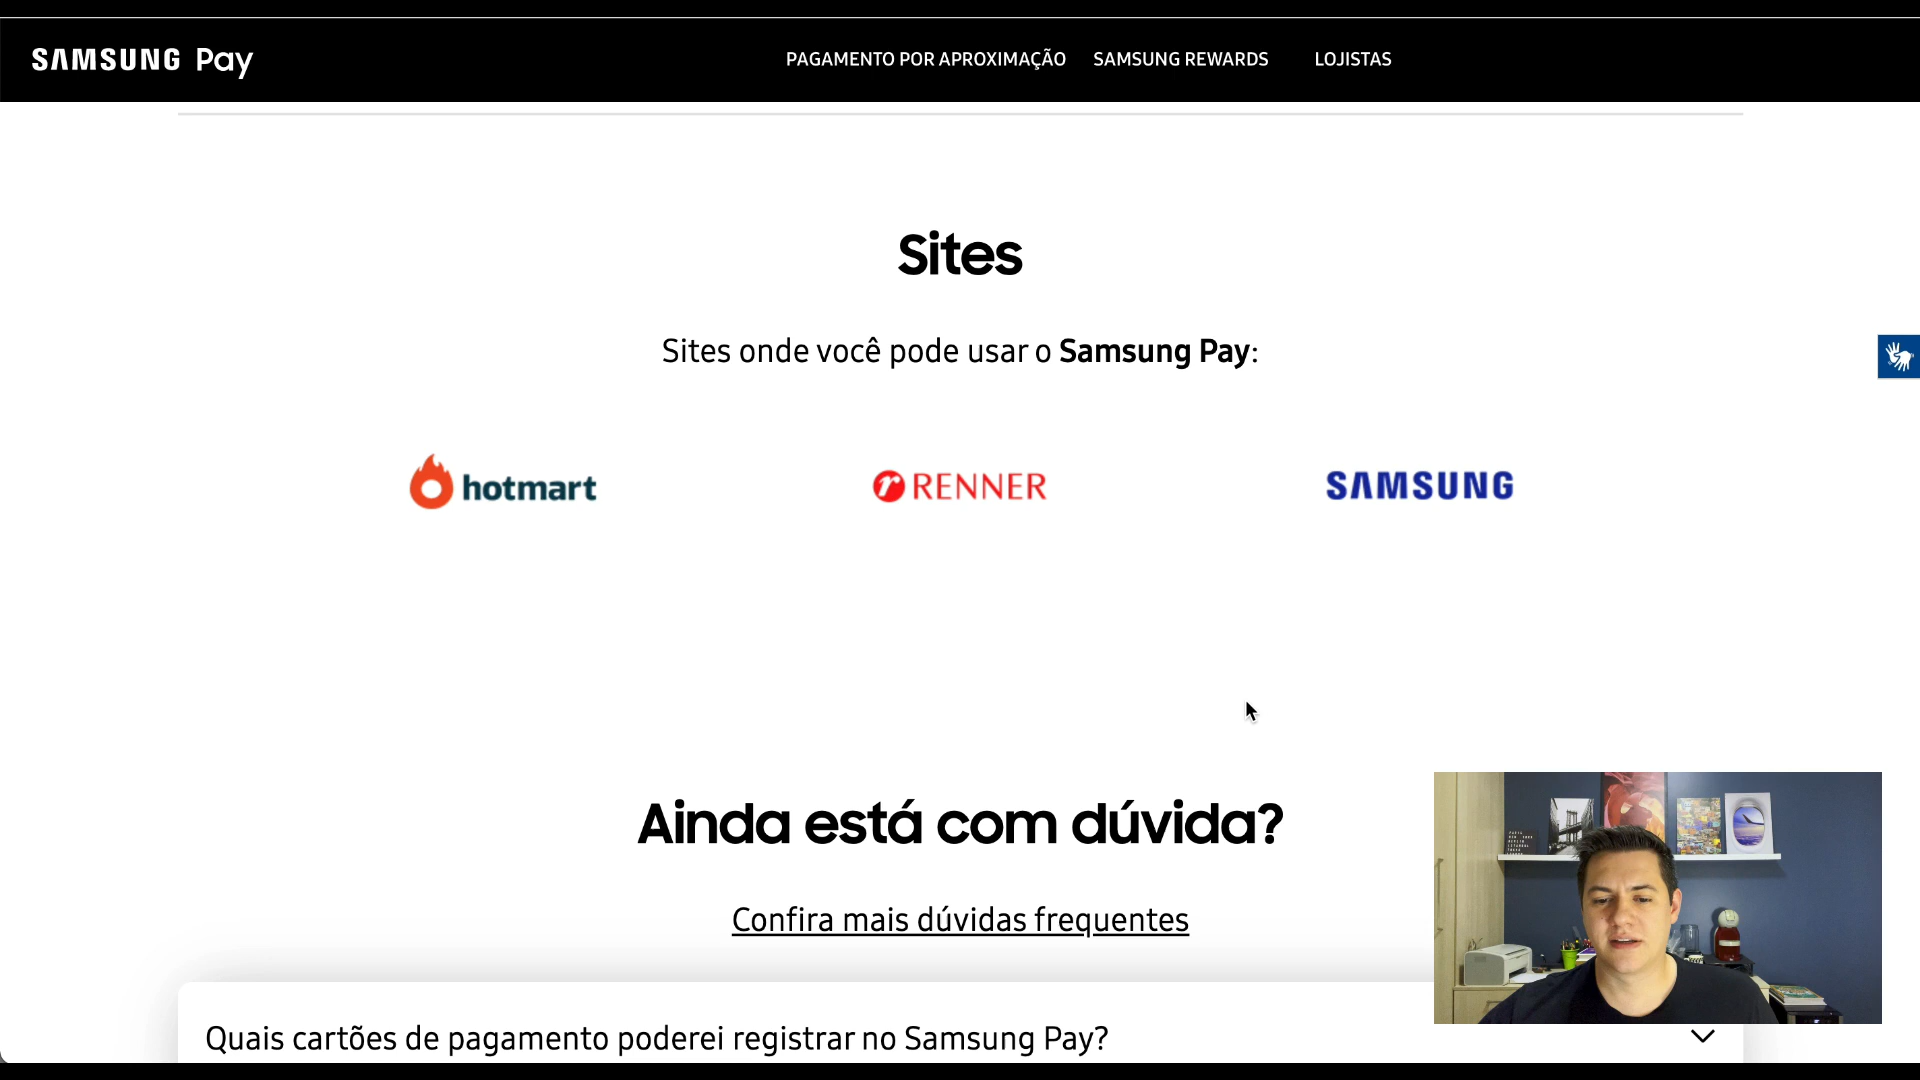 SAMSUNG Pay
PAGAMENTO POR APROXIMAÇÃO SAMSUNG REWARDS LOJISTAS
Sites
Sites onde você pode usar o Samsung Pay:
hotmart RENNER SAMSUNG
Ainda está com dúvida?
Confira mais dúvidas frequentes
Quais cartões de pagamento poderei registrar no Samsung Pay?